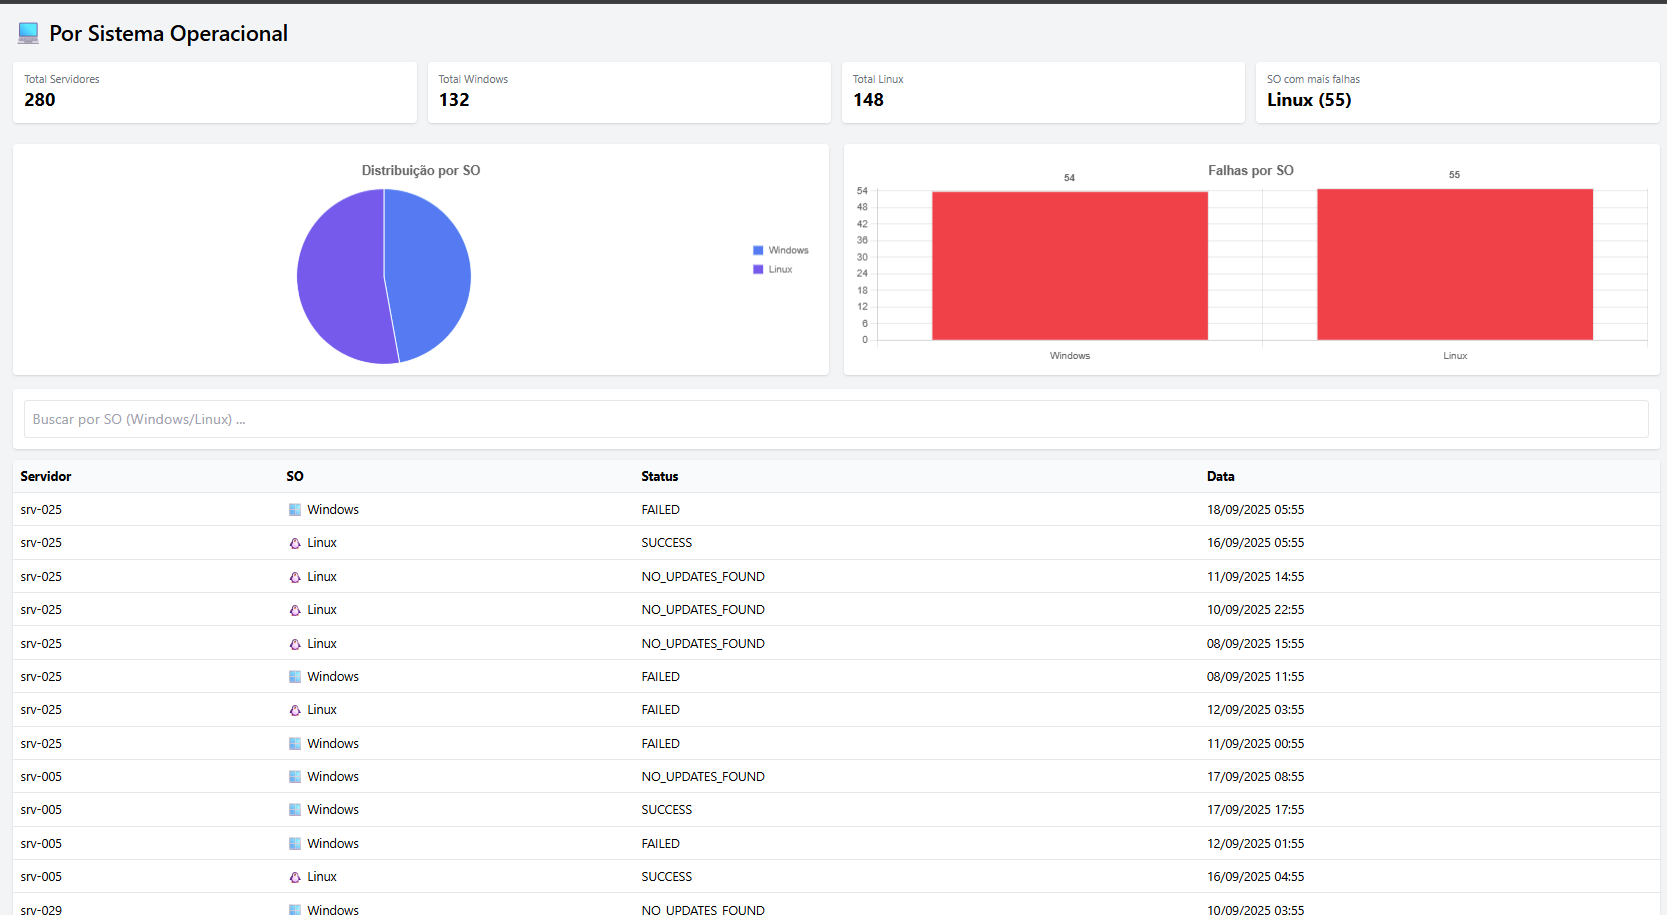 Por Sistema Operacional
Total Servidores
280
Total Windows
132
Total Linux
148
SO com mais falhas
Linux (55)
Distribuição por SO
Windows
Linux
Falhas por SO
54
55
54
48
42
36
30
24
18
12
6
0
Windows
Linux
Buscar por SO (Windows/Linux) ...
Servidor SO Status Data
srv-025 Windows FAILED 18/09/2025 05:55
srv-025 Linux SUCCESS 16/09/2025 05:55
srv-025 Linux NO_UPDATES_FOUND 11/09/2025 14:55
srv-025 Linux NO_UPDATES_FOUND 10/09/2025 22:55
srv-025 Linux NO_UPDATES_FOUND 08/09/2025 15:55
srv-025 Windows FAILED 08/09/2025 11:55
srv-025 Linux FAILED 12/09/2025 03:55
srv-025 Windows FAILED 11/09/2025 00:55
srv-005 Windows NO_UPDATES_FOUND 17/09/2025 08:55
srv-005 Windows SUCCESS 17/09/2025 17:55
srv-005 Windows FAILED 12/09/2025 01:55
srv-005 Linux SUCCESS 16/09/2025 04:55
srv-029 Windows NO_UPDATES_FOUND 10/09/2025 03:55